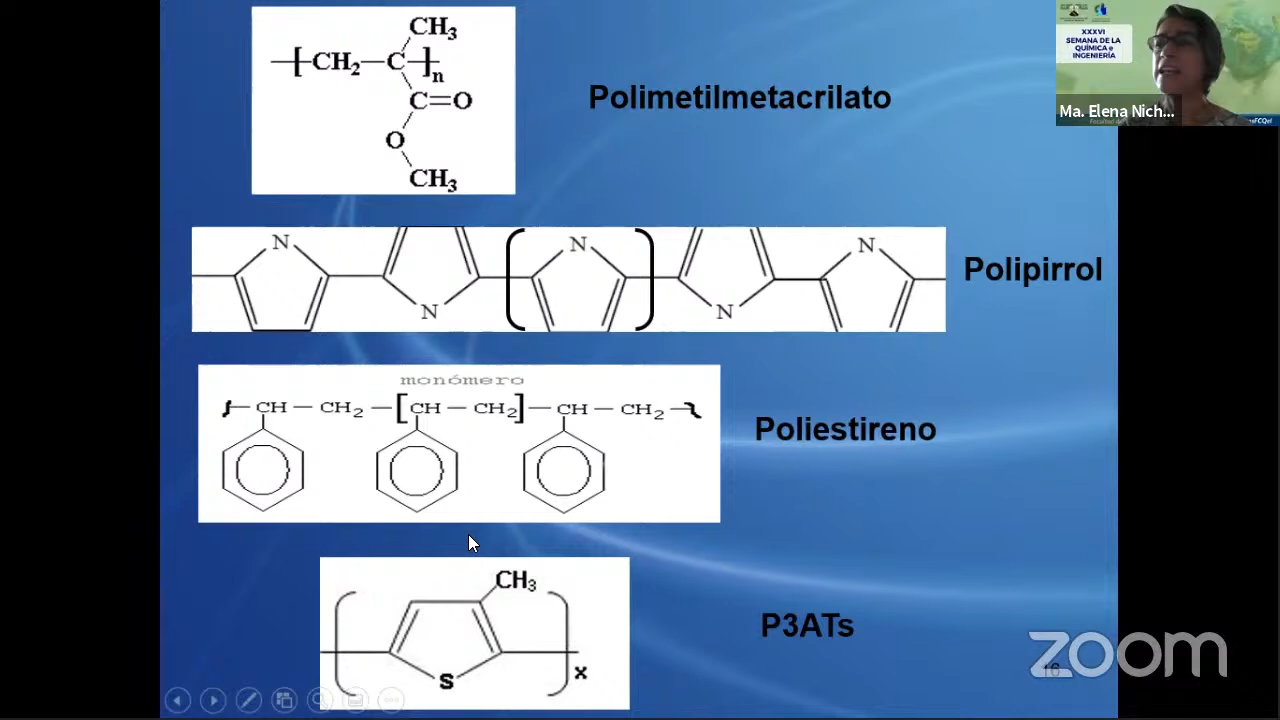 CH3
[CH2—C]n
C=O
O
CH3
Polimetilmetacrilato
XXXVI
SEMANA DE LA
QUÍMICA e
INGENIERÍA
Ma. Elena Nich...
N
N
N
N
N
Polipirrol
monómero
CH — CH2 — [CH — CH2] — CH — CH2
Poliestireno
CH3
S
x
P3ATs
zoom
16